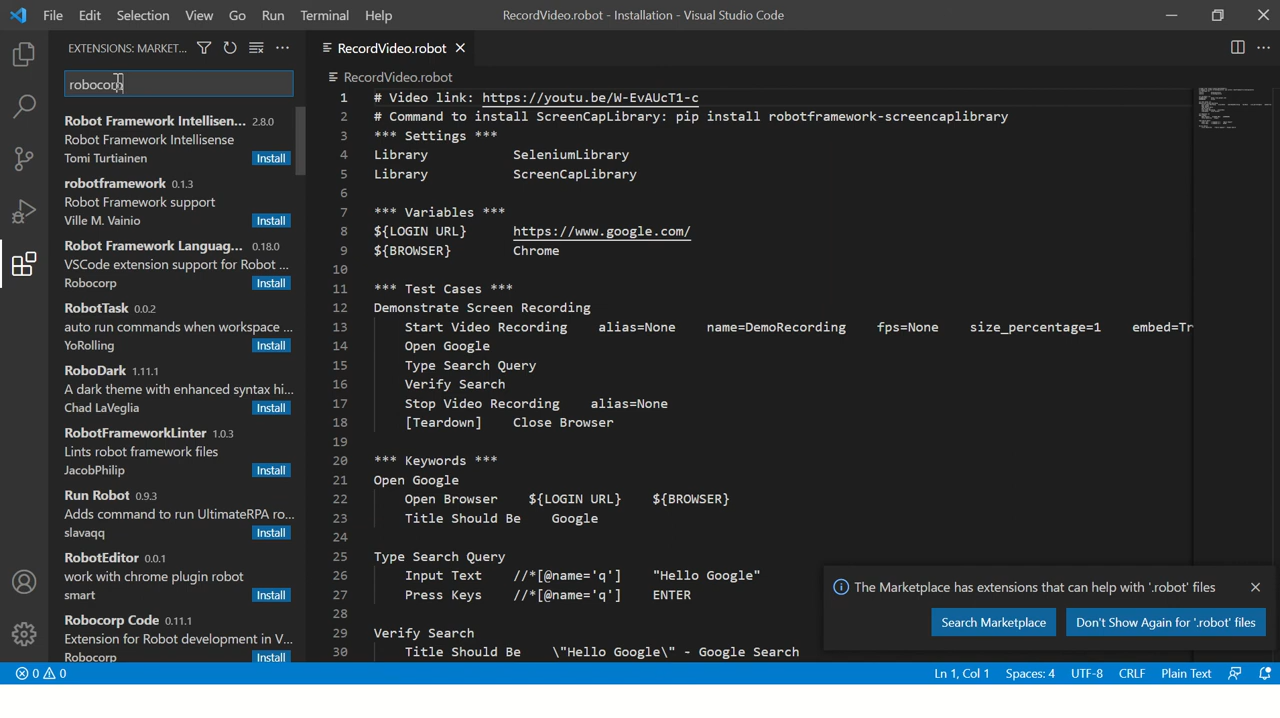 File Edit Selection View Go Run Terminal Help
RecordVideo.robot - Installation - Visual Studio Code
EXTENSIONS: MARKET...
robocorp
Robot Framework Intellisen... 2.8.0
Robot Framework Intellisense
Tomi Turtiainen Install
robotframework 0.1.3
Robot Framework support
Ville M. Vainio Install
Robot Framework Languag... 0.18.0
VSCode extension support for Robot ...
Robocorp Install
RobotTask 0.0.2
auto run commands when workspace ...
YoRolling Install
RoboDark 1.11.1
A dark theme with enhanced syntax hi...
Chad LaVeglia Install
RobotFrameworkLinter 1.0.3
Lints robot framework files
JacobPhilip Install
Run Robot 0.9.3
Adds command to run UltimateRPA ro...
slavaqq Install
RobotEditor 0.0.1
work with chrome plugin robot
smart Install
Robocorp Code 0.11.1
Extension for Robot development in V...
Robocorp Install
RecordVideo.robot
RecordVideo.robot
1 # Video link: https://youtu.be/W-EvAUcT1-c
2 # Command to install ScreenCapLibrary: pip install robotframework-screencaplibrary
3 *** Settings ***
4 Library SeleniumLibrary
5 Library ScreenCapLibrary
6
7 *** Variables ***
8 ${LOGIN URL} https://www.google.com/
9 ${BROWSER} Chrome
10
11 *** Test Cases ***
12 Demonstrate Screen Recording
13 Start Video Recording alias=None name=DemoRecording fps=None size_percentage=1 embed=Tr
14 Open Google
15 Type Search Query
16 Verify Search
17 Stop Video Recording alias=None
18 [Teardown] Close Browser
19
20 *** Keywords ***
21 Open Google
22 Open Browser ${LOGIN URL} ${BROWSER}
23 Title Should Be Google
24
25 Type Search Query
26 Input Text //*[@name='q'] "Hello Google"
27 Press Keys //*[@name='q'] ENTER
28
29 Verify Search
30 Title Should Be \"Hello Google\" - Google Search
The Marketplace has extensions that can help with '.robot' files
Search Marketplace
Don't Show Again for '.robot' files
0 0
Ln 1, Col 1 Spaces: 4 UTF-8 CRLF Plain Text